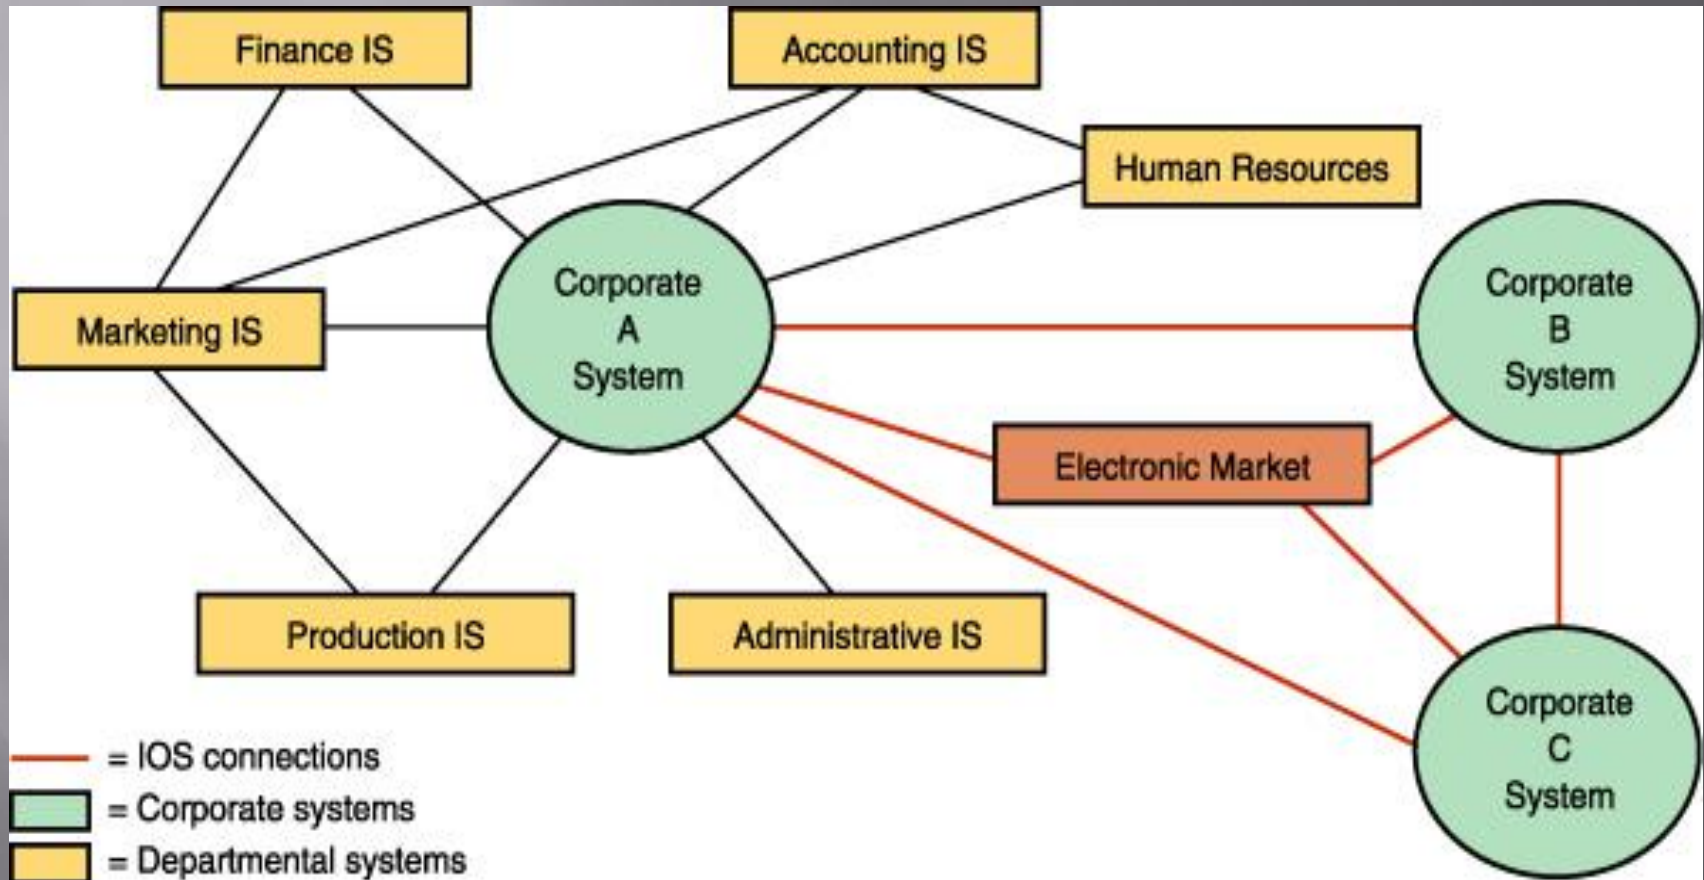 Finance IS
Accounting IS
Human Resources
Corporate
A
System
Corporate
B
System
Marketing IS
Electronic Market
Production IS
Administrative IS
Corporate
C
System
= IOS connections
= Corporate systems
= Departmental systems